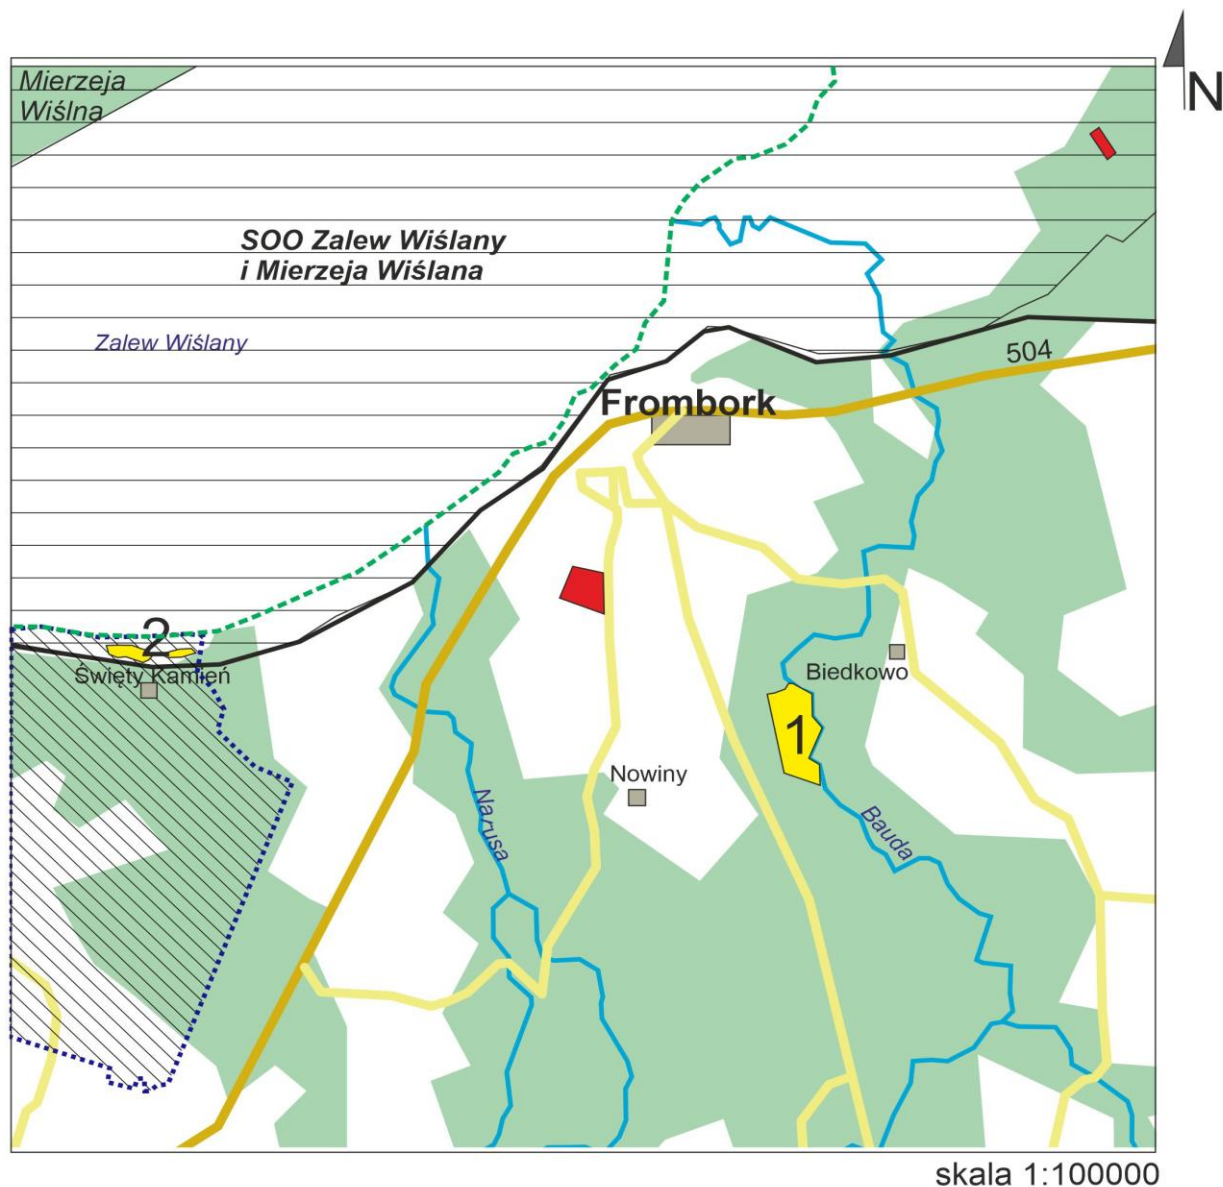 Mierzeja
Wiślna
N
SOO Zalew Wiślany
i Mierzeja Wiślana
Zalew Wiślany
504
Frombork
2
Święty Kamień
Biedkowo
1
Nowiny
Narusa
Bauda
skala 1:100000